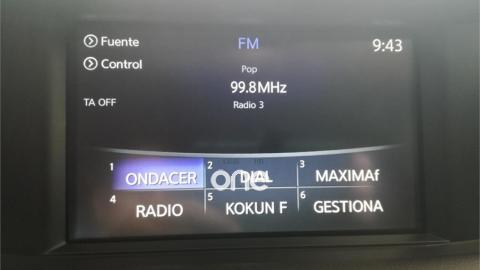 Fuente
FM
9:43
Control
Pop
99.8MHz
TA OFF
Radio 3
1 ONDACER
2 DIAL
3 MAXIMAf
one
4 RADIO
5 KOKUN F
6 GESTIONA